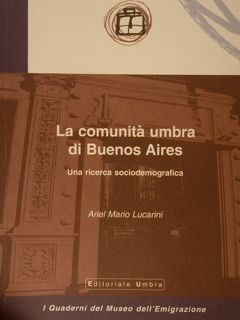 La comunità umbra
di Buenos Aires
Una ricerca sociodemografica
Ariel Mario Lucarini
Editoriale Umbra
I Quaderni del Museo dell'Emigrazione